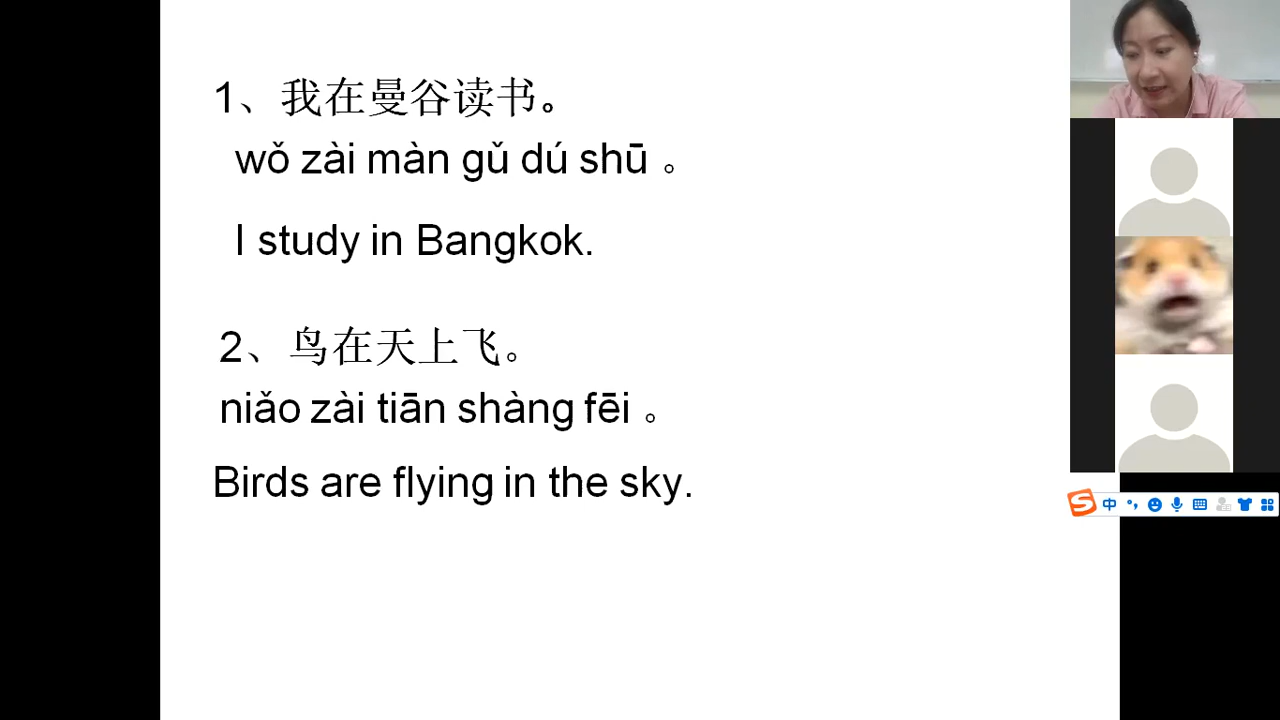 1、我在曼谷读书。
wǒ zài màn gǔ dú shū 。
I study in Bangkok.
2、鸟在天上飞。
niǎo zài tiān shàng fēi 。
Birds are flying in the sky.
S 中 °,